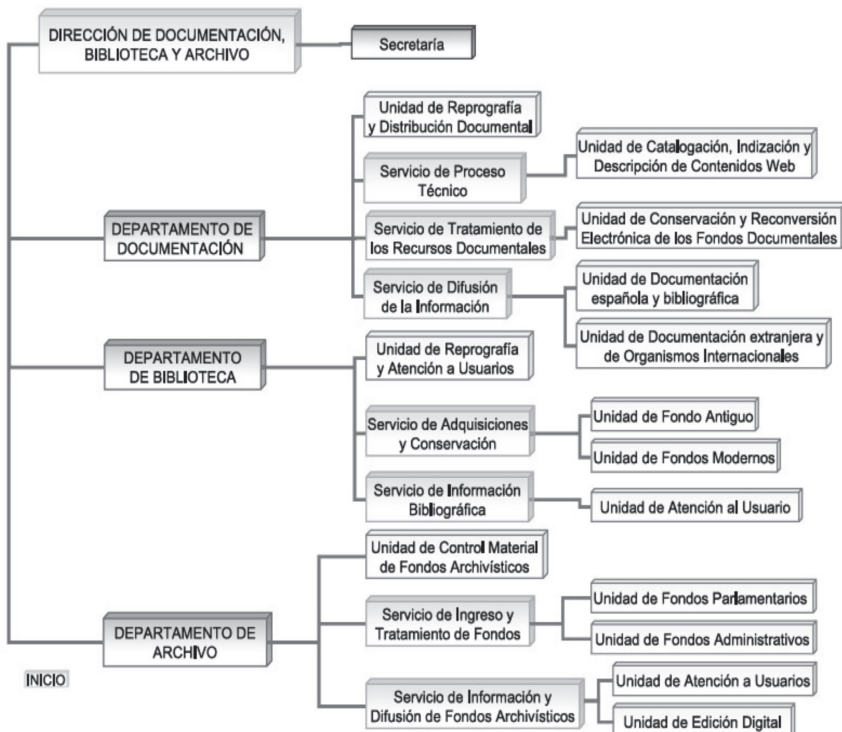 DIRECCIÓN DE DOCUMENTACIÓN,
BIBLIOTECA Y ARCHIVO
Secretaría
Unidad de Reprografía
y Distribución Documental
Servicio de Proceso
Técnico
Unidad de Catalogación, Indización y
Descripción de Contenidos Web
DEPARTAMENTO DE
DOCUMENTACIÓN
Servicio de Tratamiento de
los Recursos Documentales
Unidad de Conservación y Reconversión
Electrónica de los Fondos Documentales
Servicio de Difusión
de la Información
Unidad de Documentación
española y bibliográfica
Unidad de Documentación extranjera y
de Organismos Internacionales
DEPARTAMENTO
DE BIBLIOTECA
Unidad de Reprografía
y Atención a Usuarios
Servicio de Adquisiciones
y Conservación
Unidad de Fondo Antiguo
Unidad de Fondos Modernos
Servicio de Información
Bibliográfica
Unidad de Atención al Usuario
Unidad de Control Material
de Fondos Archivísticos
DEPARTAMENTO DE
ARCHIVO
Servicio de Ingreso y
Tratamiento de Fondos
Unidad de Fondos Parlamentarios
Unidad de Fondos Administrativos
Servicio de Información y
Difusión de Fondos Archivísticos
Unidad de Atención a Usuarios
Unidad de Edición Digital
INICIO